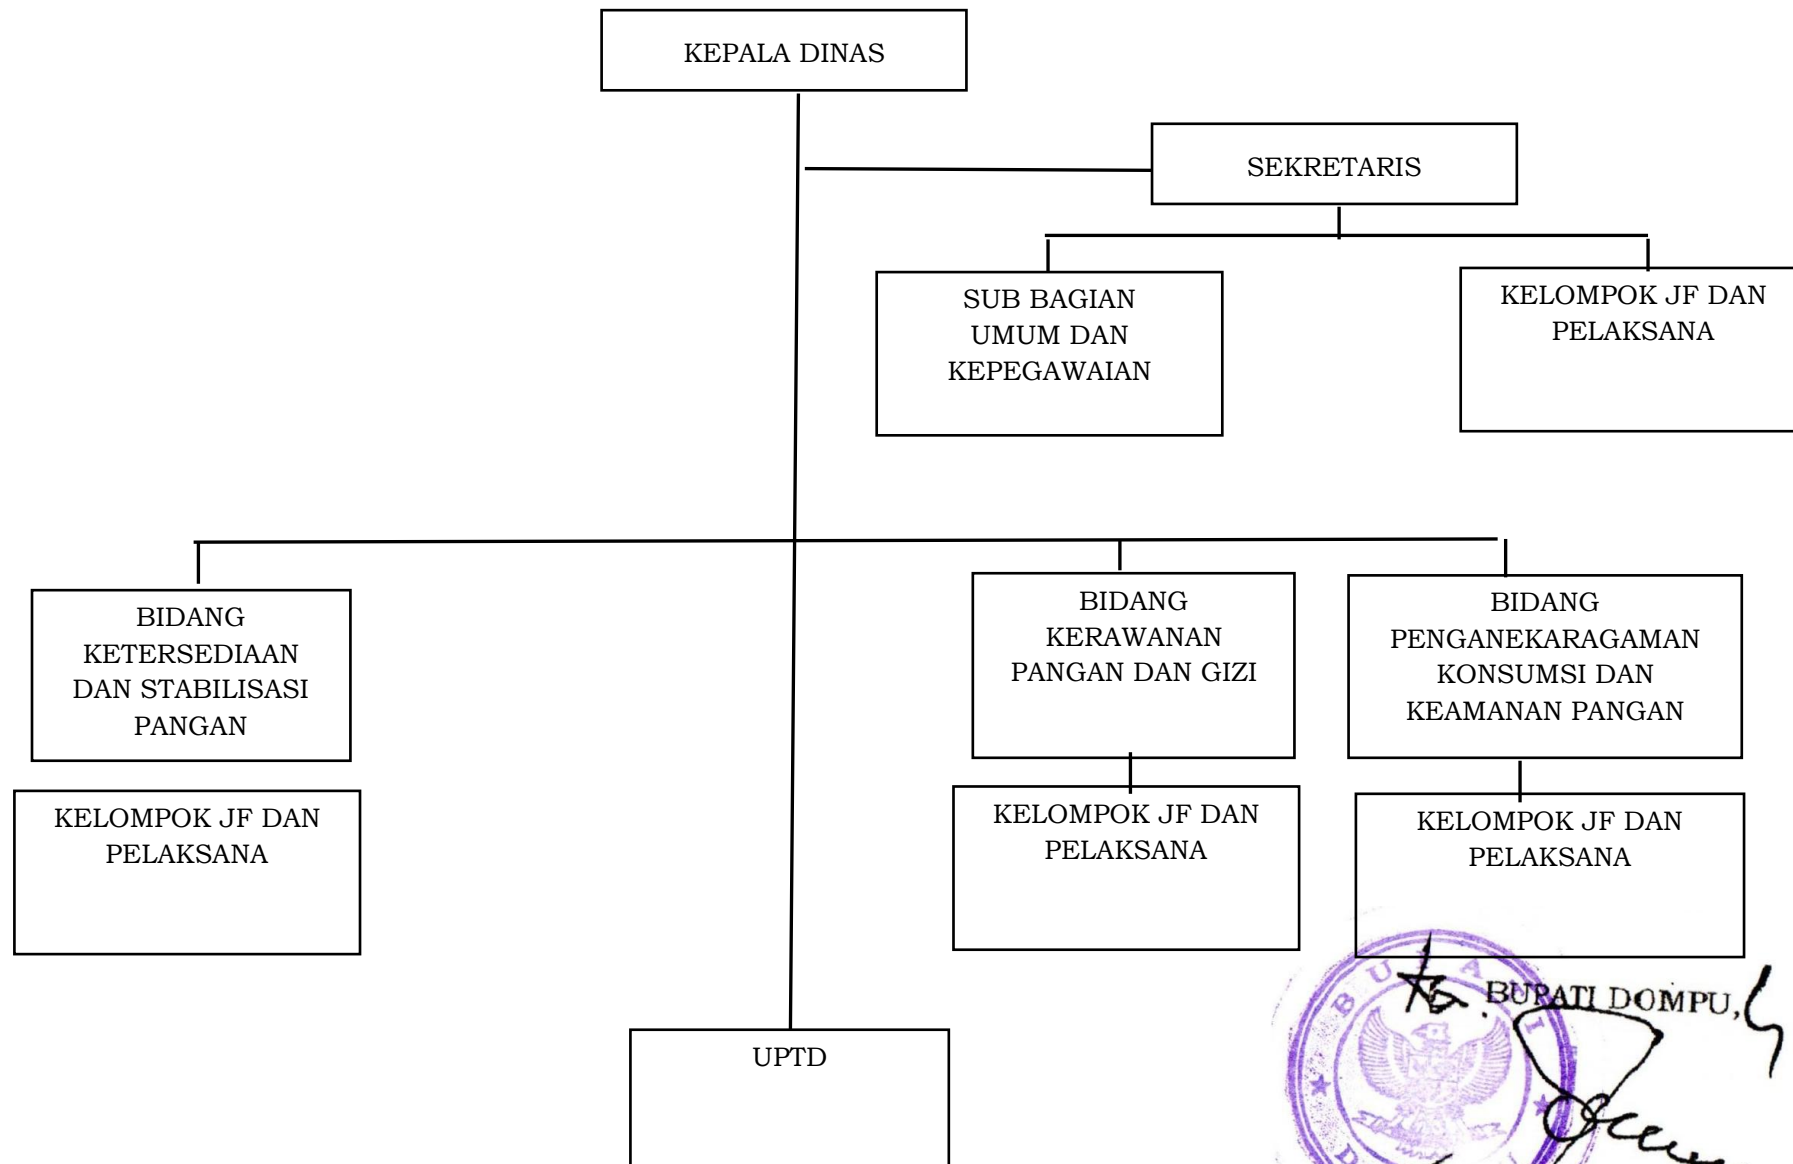 KEPALA DINAS
SEKRETARIS
SUB BAGIAN
UMUM DAN
KEPEGAWAIAN
KELOMPOK JF DAN
PELAKSANA
BIDANG
KETERSEDIAAN
DAN STABILISASI
PANGAN
BIDANG
KERAWANAN
PANGAN DAN GIZI
BIDANG
PENGANEKARAGAMAN
KONSUMSI DAN
KEAMANAN PANGAN
KELOMPOK JF DAN
PELAKSANA
KELOMPOK JF DAN
PELAKSANA
KELOMPOK JF DAN
PELAKSANA
BUPATI DOMPU,
BUPATI
UPTD